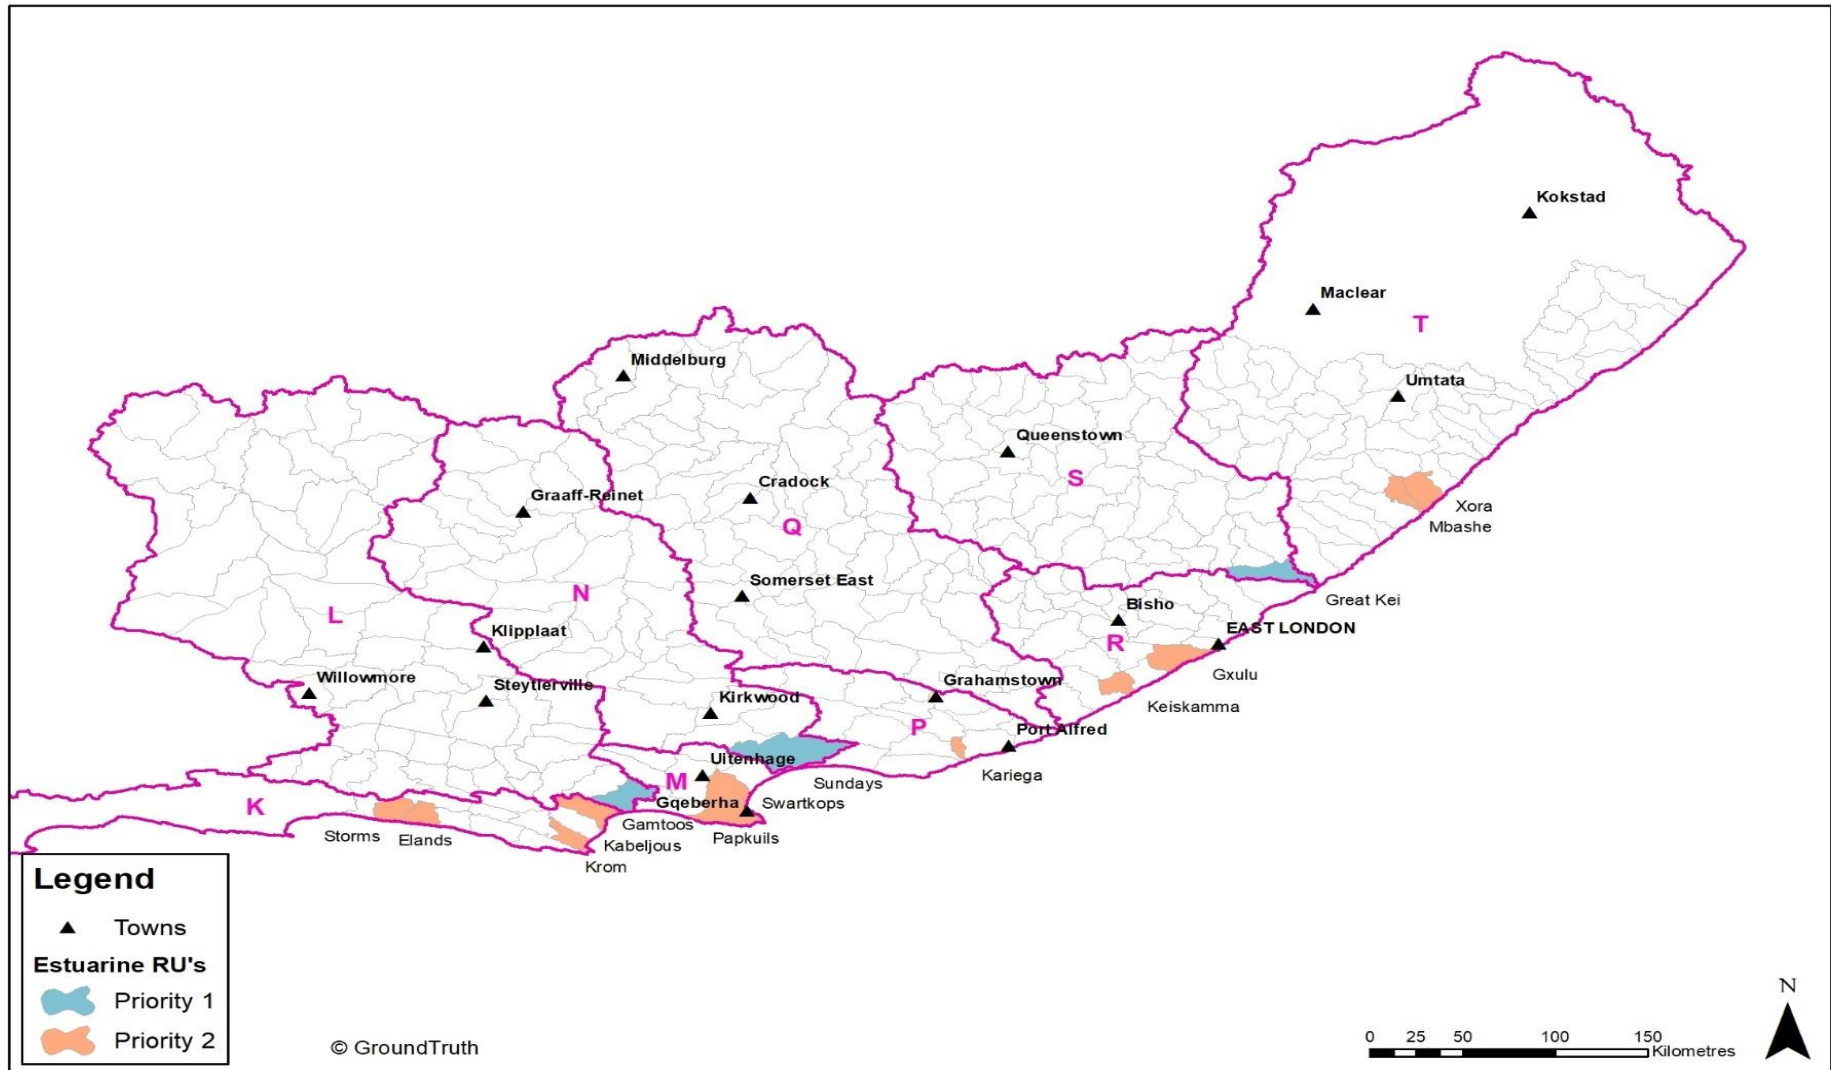 Kokstad
Maclear
T
Middelburg
Umtata
Queenstown
S
Cradock
Graaff-Reinet
Q
Xora
Mbashe
Somerset East
N
Great Kei
Bisho
L
EAST LONDON
Klipplaat
R
Gxulu
Willowmore
Steytlerville
Grahamstown
Keiskamma
Kirkwood
P
Port Alfred
Uitenhage
Kariega
M
Sundays
Gqeberha
Swartkops
K
Gamtoos
Papkuils
Storms
Elands
Kabeljous
Krom
Legend
Towns
Estuarine RU's
Priority 1
Priority 2
© GroundTruth
N
0 25 50 100 150
Kilometres